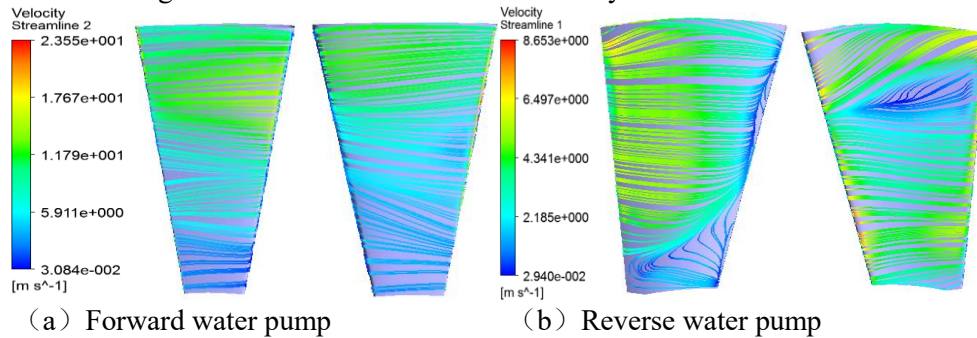 Velocity
Streamline 2
2.355e+001
1.767e+001
1.179e+001
5.911e+000
3.084e-002
[m s^-1]
Velocity
Streamline 1
8.653e+000
6.497e+000
4.341e+000
2.185e+000
2.940e-002
[m s^-1]
（a）Forward water pump
（b）Reverse water pump